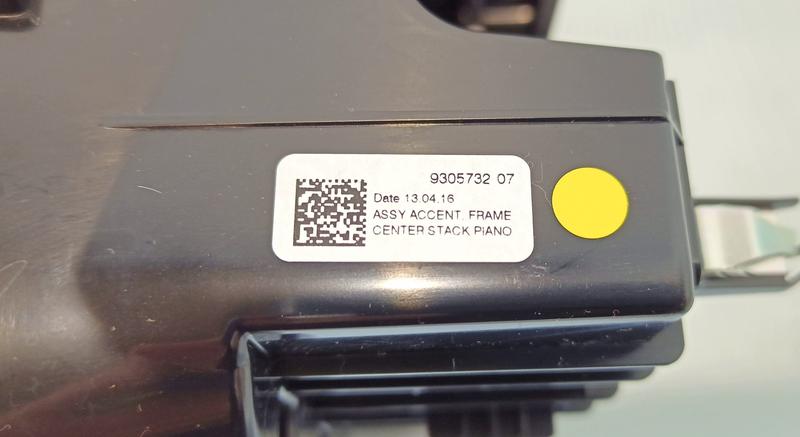 9305732 07
Date 13.04.16
ASSY ACCENT, FRAME
CENTER STACK PIANO